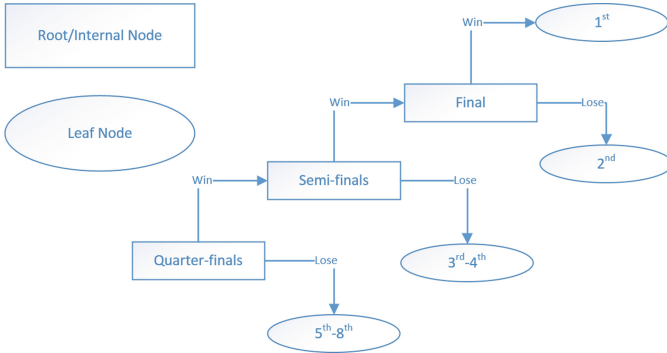 Root/Internal Node
Leaf Node
Win
1st
Final
Lose
2nd
Win
Semi-finals
Lose
3rd-4th
Win
Quarter-finals
Lose
5th-8th